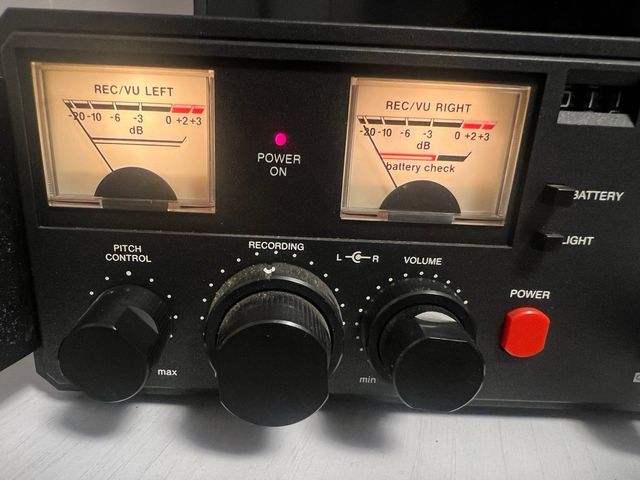 REC/VU LEFT
-20 -10 -6 -3 0 +2 +3
dB
POWER
ON
REC/VU RIGHT
-20 -10 -6 -3 0 +2 +3
dB
battery check
BATTERY
LIGHT
PITCH
CONTROL
RECORDING
L R
VOLUME
POWER
max
min